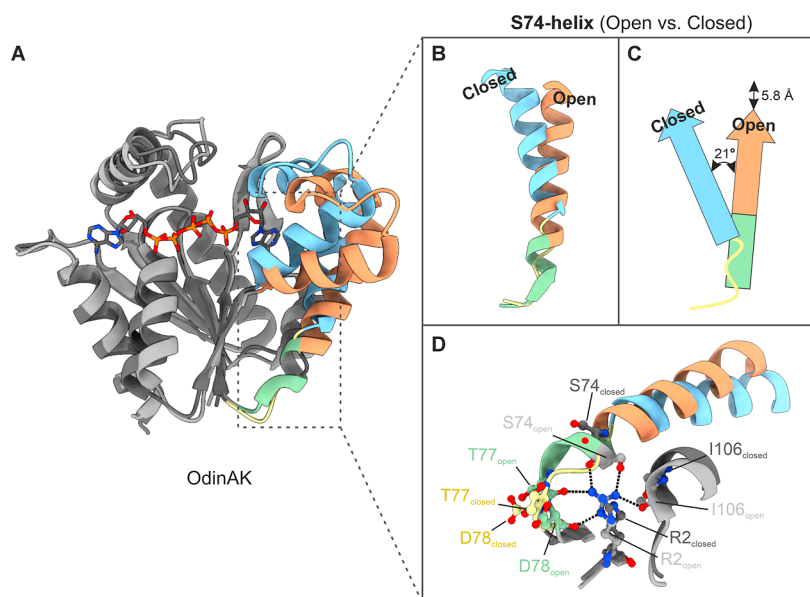 S74-helix (Open vs. Closed)
A
B
C
Closed
Open
Closed
Open
5.8 Å
21°
OdinAK
D
S74closed
S74open
T77open
T77closed
D78closed
D78open
I106closed
I106open
R2closed
R2open